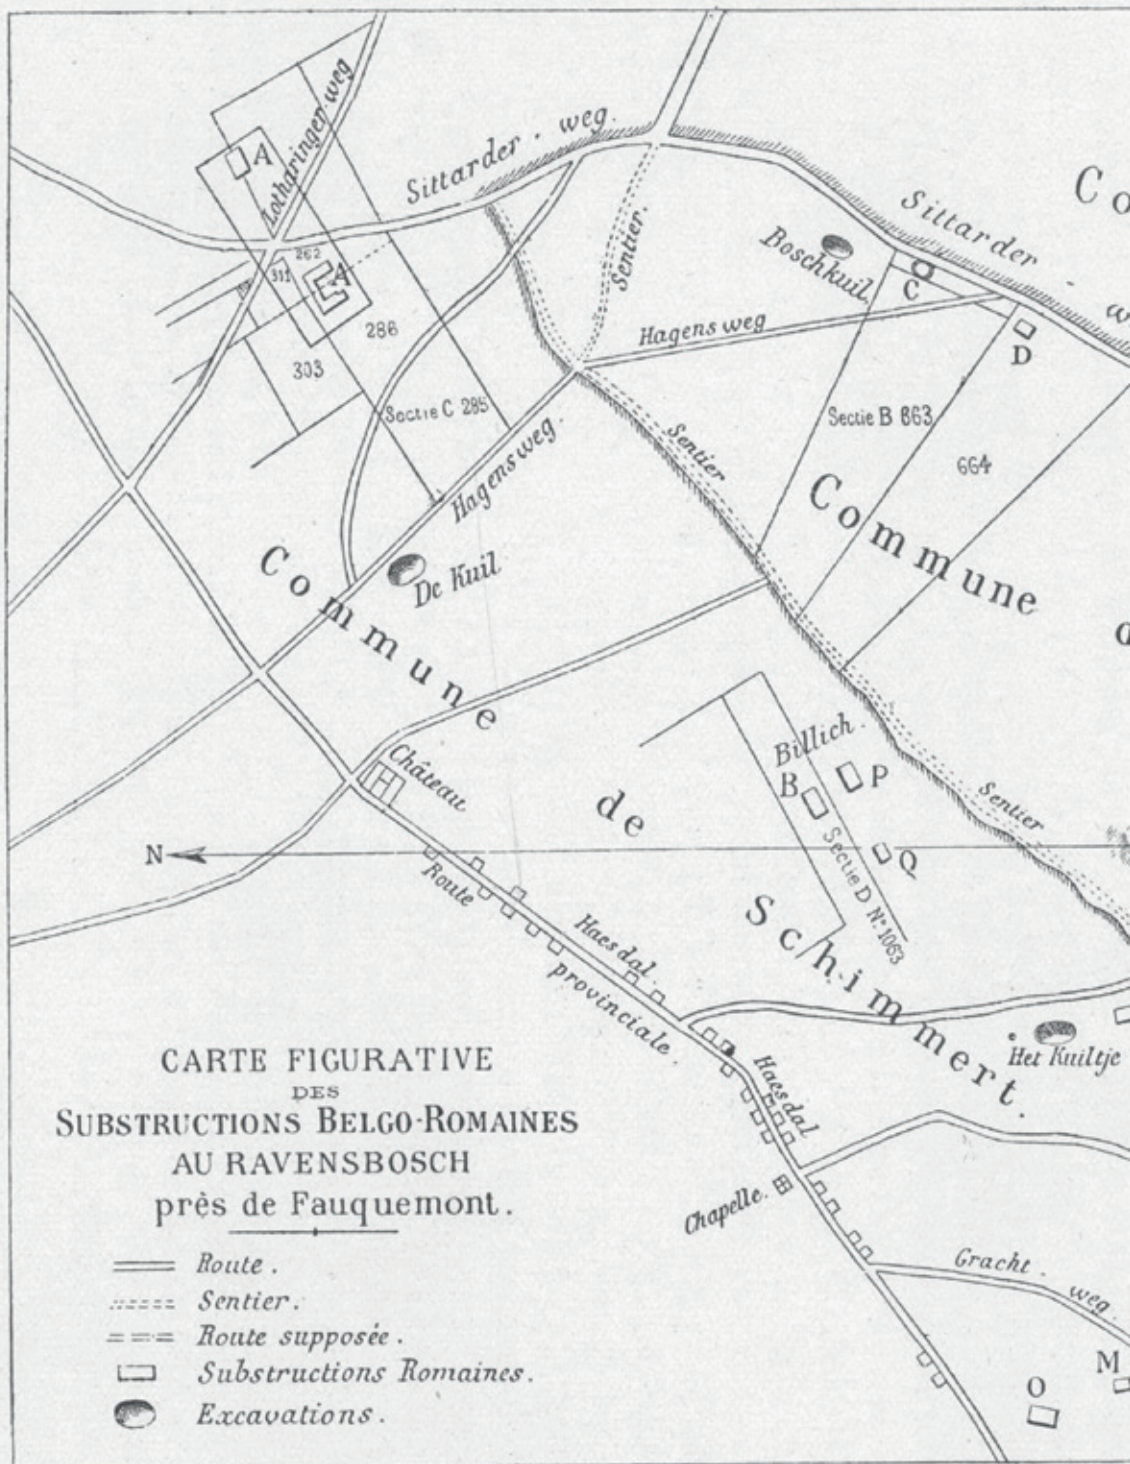 Lotharinger-weg
A
Sittarder - weg.
Co
Sittarder
w
Sentier.
Boschkuil.
C
D
Hagens weg
262
311
A
286
303
Sectie C 285
Hagensweg.
Sentier
Sectie B 863
664
Commune
d
De Kuil
Commune
Château
Billich.
B
P
de
Sentier
N
Sectie D N° 1063
Q
Route
Haesdal.
Schimmert.
provinciale.
Het Kuiltje
Haesdal
Chapelle.
Gracht. weg.
M
O
CARTE FIGURATIVE
DES
SUBSTRUCTIONS BELGO-ROMAINES
AU RAVENSBOSCH
près de Fauquemont.
Route.
Sentier.
Route supposée.
Substructions Romaines.
Excavations.